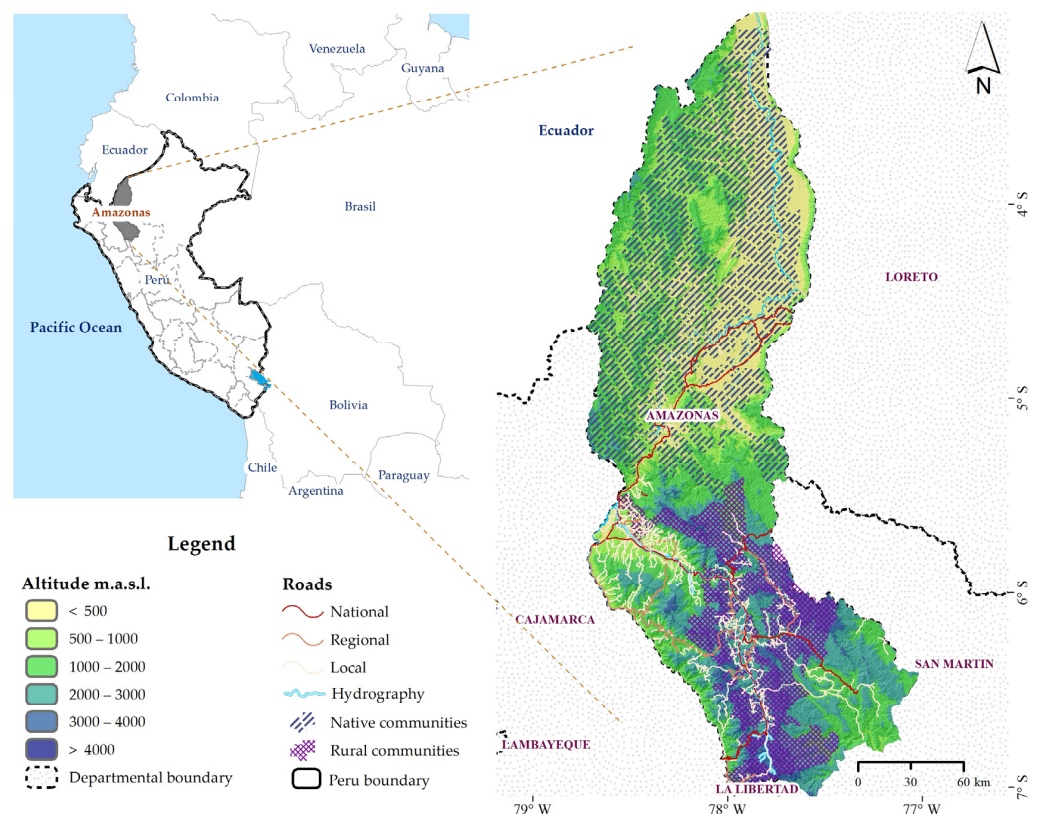 Venezuela
Guyana
Colombia
Ecuador
Amazonas
Brasil
Perú
Pacific Ocean
Bolivia
Chile
Paraguay
Argentina
Ecuador
N
4° S
LORETO
5° S
AMAZONAS
6° S
CAJAMARCA
SAN MARTIN
LAMBAYEQUE
LA LIBERTAD
0 30 60 km
7° S
79° W 78° W 77° W
Legend
Altitude m.a.s.l.
< 500
500 – 1000
1000 – 2000
2000 – 3000
3000 – 4000
> 4000
Departmental boundary
Roads
National
Regional
Local
Hydrography
Native communities
Rural communities
Peru boundary